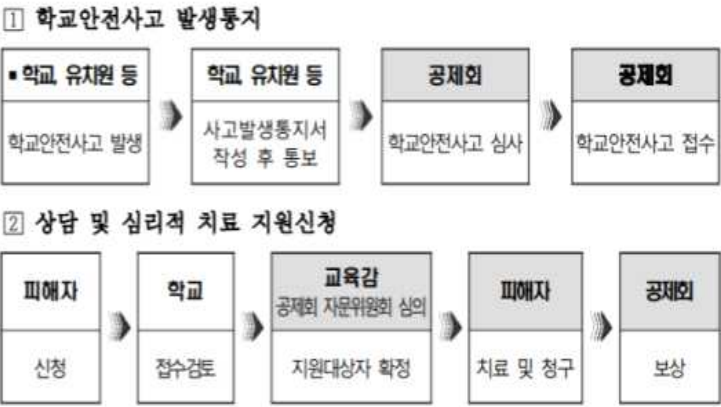 1 학교안전사고 발생통지
▪ 학교, 유치원 등
학교안전사고 발생
학교, 유치원 등
사고발생통지서
작성 후 통보
공제회
학교안전사고 심사
공제회
학교안전사고 접수
2 상담 및 심리적 치료 지원신청
피해자
신청
학교
접수검토
교육감
공제회 자문위원회 심의
지원대상자 확정
피해자
치료 및 청구
공제회
보상